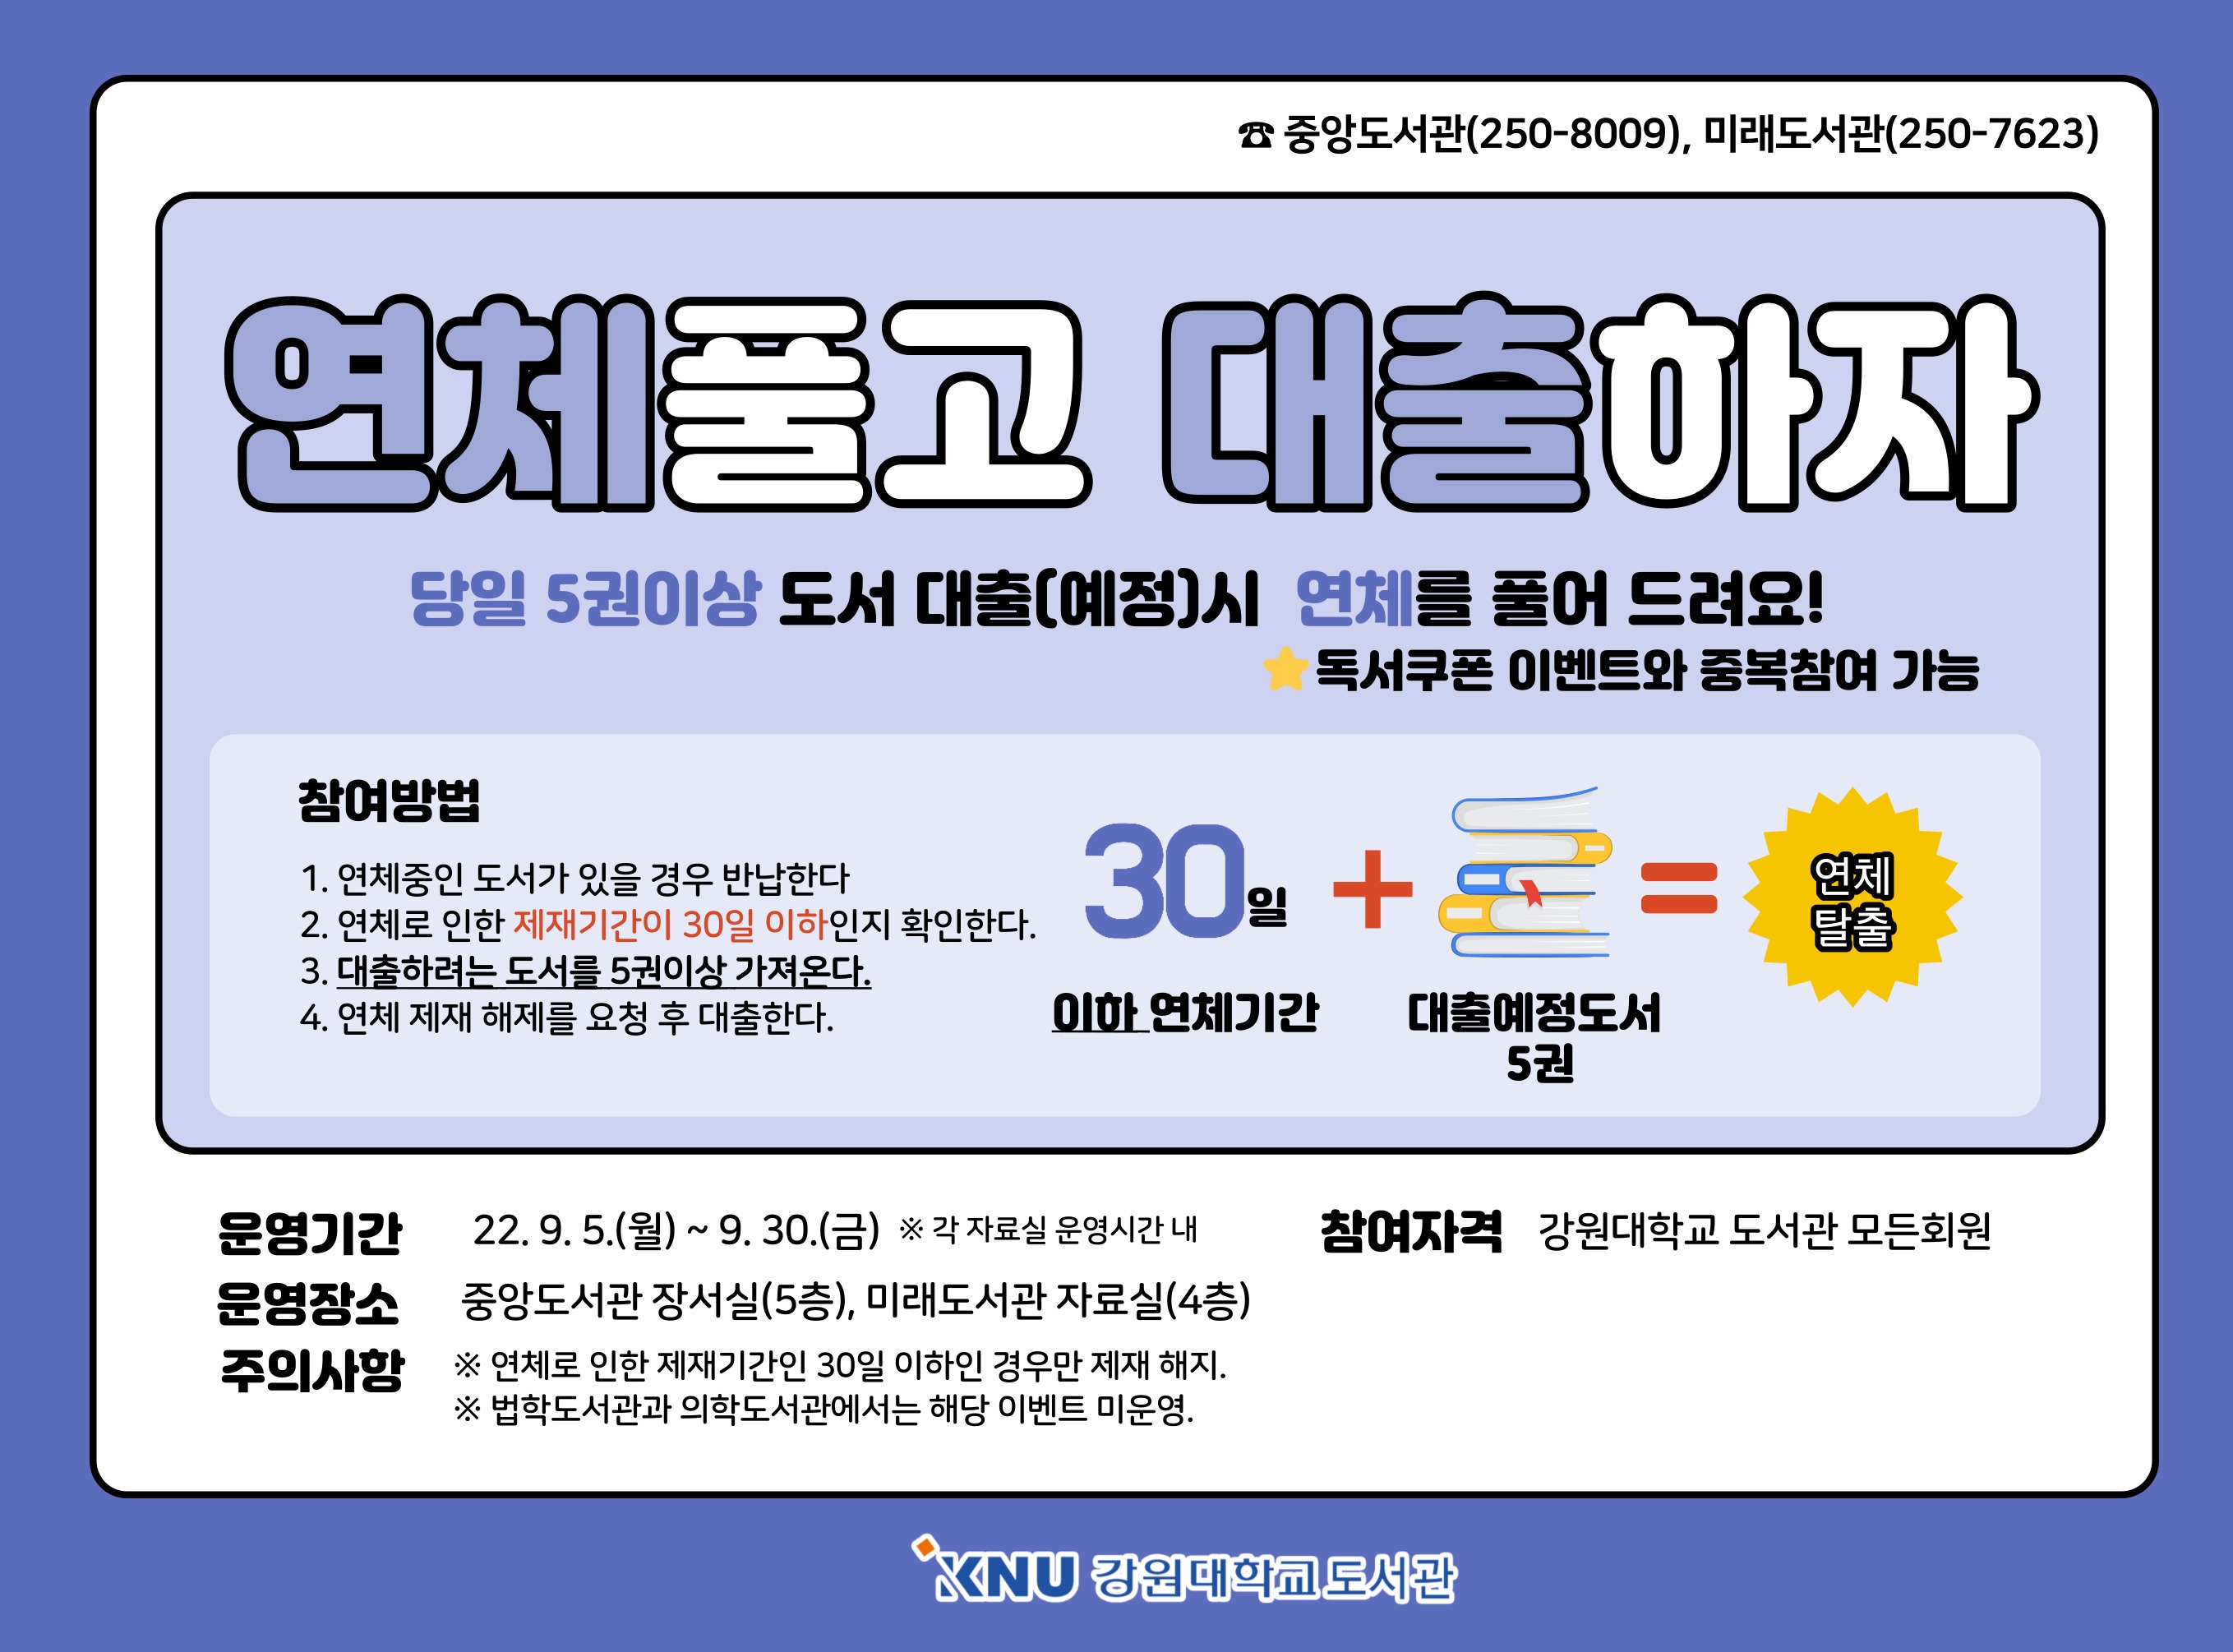 ☎ 중앙도서관(250-8009), 미래도서관(250-7623)
연체풀고 대출하자
당일 5권이상 도서 대출(예정)시 연체를 풀어 드려요!
독서쿠폰 이벤트와 중복참여 가능
참여방법
1. 연체중인 도서가 있을 경우 반납한다
2. 연체로 인한 제재기간이 30일 이하인지 확인한다.
3. 대출하려는 도서를 5권이상 가져온다.
4. 연체 제재 해제를 요청 후 대출한다.
30일
+
=
이하 연체기간
대출예정도서
5권
연체
탈출
운영기간 22. 9. 5.(월) ~ 9. 30.(금) ※ 각 자료실 운영시간 내
참여자격 강원대학교 도서관 모든회원
운영장소 중앙도서관 장서실(5층), 미래도서관 자료실(4층)
주의사항 ※ 연체로 인한 제재기간인 30일 이하인 경우만 제재 해지.
※ 법학도서관과 의학도서관에서는 해당 이벤트 미운영.
KNU 강원대학교도서관